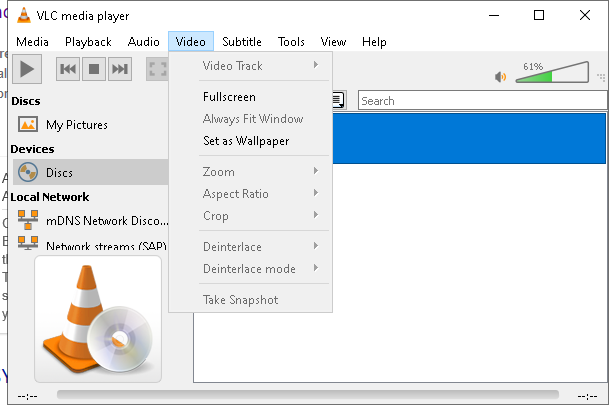 VLC media player
Media Playback Audio Video Subtitle Tools View Help
61%
Video Track
Fullscreen
Always Fit Window
Set as Wallpaper
Zoom
Aspect Ratio
Crop
Deinterlace
Deinterlace mode
Take Snapshot
Search
Discs
My Pictures
Devices
Discs
Local Network
mDNS Network Disco...
Network streams (SAP)
--:-- --:--